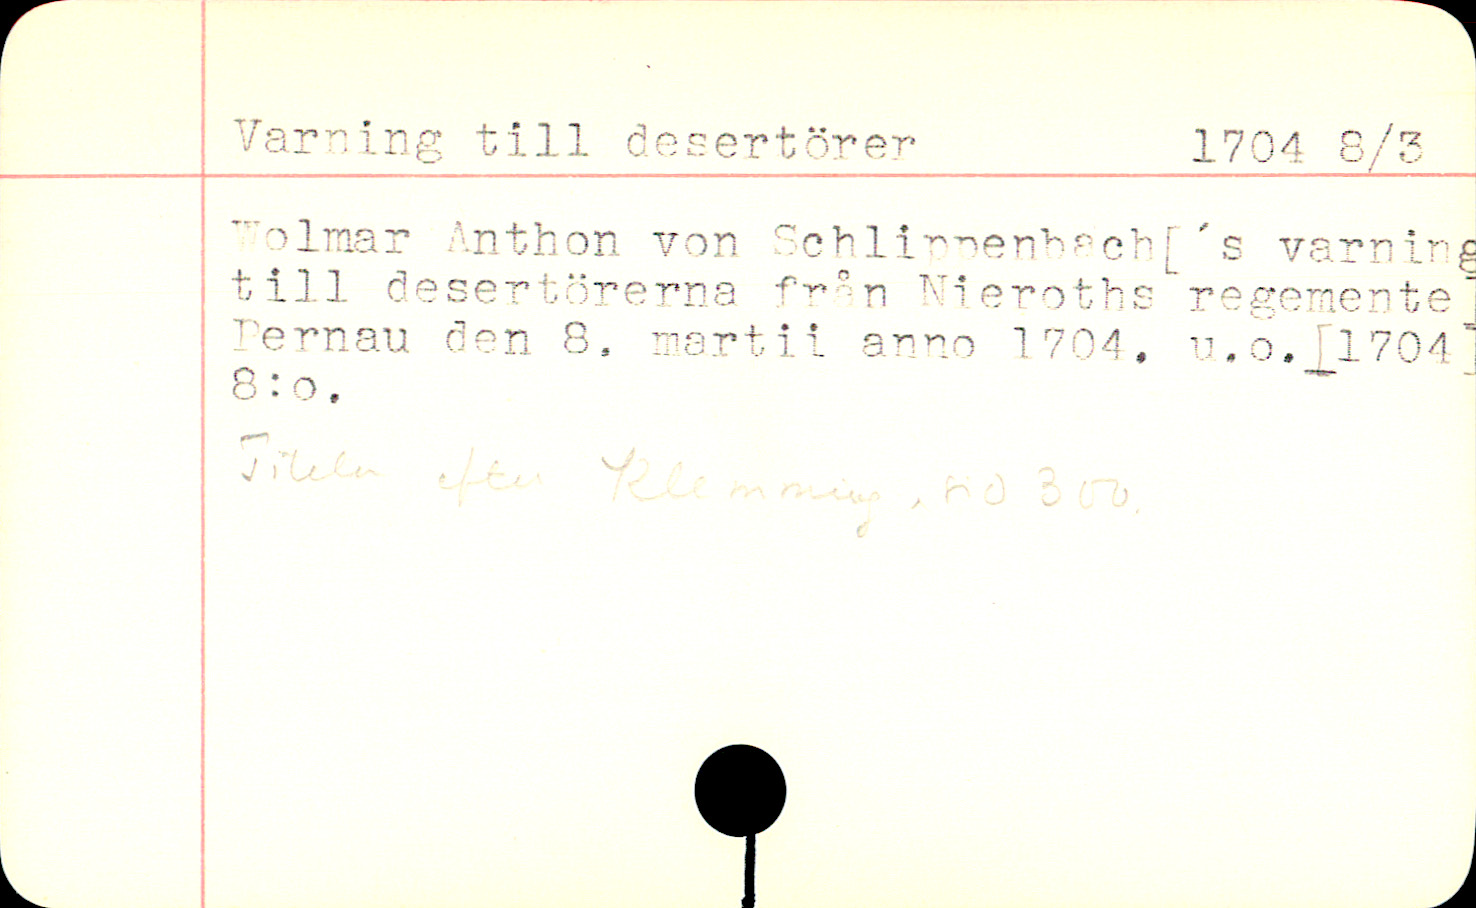 Varning till desertörer 1704 8/3
Wolmar Anthon von Schlippenbach[´s varning
till desertörerna från Nieroths regemente]
Pernau den 8. martii anno 1704. u.o.[1704]
8:o.
Titeln efter Klemming, no 300.